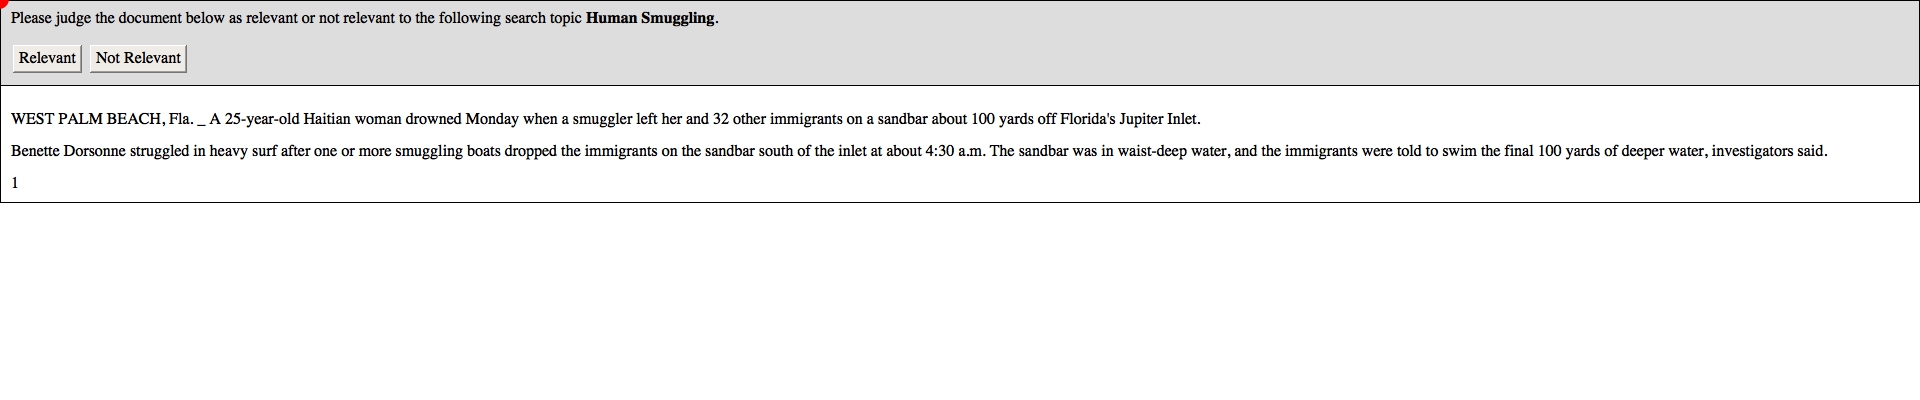 Please judge the document below as relevant or not relevant to the following search topic Human Smuggling.
Relevant Not Relevant
WEST PALM BEACH, Fla. _ A 25-year-old Haitian woman drowned Monday when a smuggler left her and 32 other immigrants on a sandbar about 100 yards off Florida's Jupiter Inlet.
Benette Dorsonne struggled in heavy surf after one or more smuggling boats dropped the immigrants on the sandbar south of the inlet at about 4:30 a.m. The sandbar was in waist-deep water, and the immigrants were told to swim the final 100 yards of deeper water, investigators said.
1